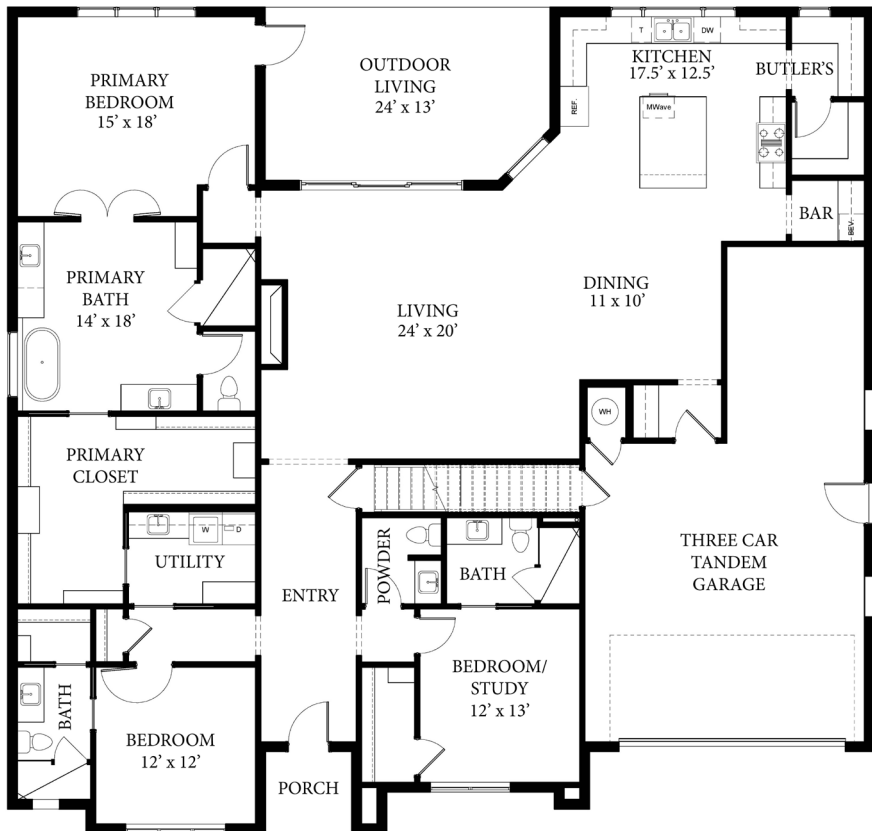 PRIMARY
BEDROOM
15' x 18'
OUTDOOR
LIVING
24' x 13'
T
DW
KITCHEN
17.5' x 12.5'
BUTLER'S
REF.
MWave
BAR
BEV.
PRIMARY
BATH
14' x 18'
LIVING
24' x 20'
DINING
11 x 10'
WH
PRIMARY
CLOSET
W
D
UTILITY
ENTRY
POWDER
BATH
THREE CAR
TANDEM
GARAGE
BEDROOM/
STUDY
12' x 13'
BATH
BEDROOM
12' x 12'
PORCH